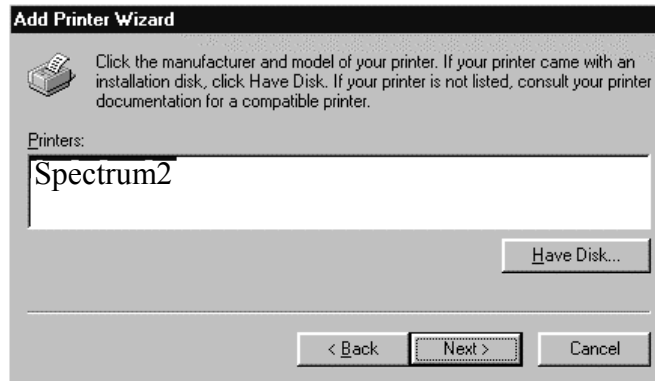 Add Printer Wizard
Click the manufacturer and model of your printer. If your printer came with an
installation disk, click Have Disk. If your printer is not listed, consult your printer
documentation for a compatible printer.
Printers:
Spectrum2
Have Disk...
< Back
Next >
Cancel